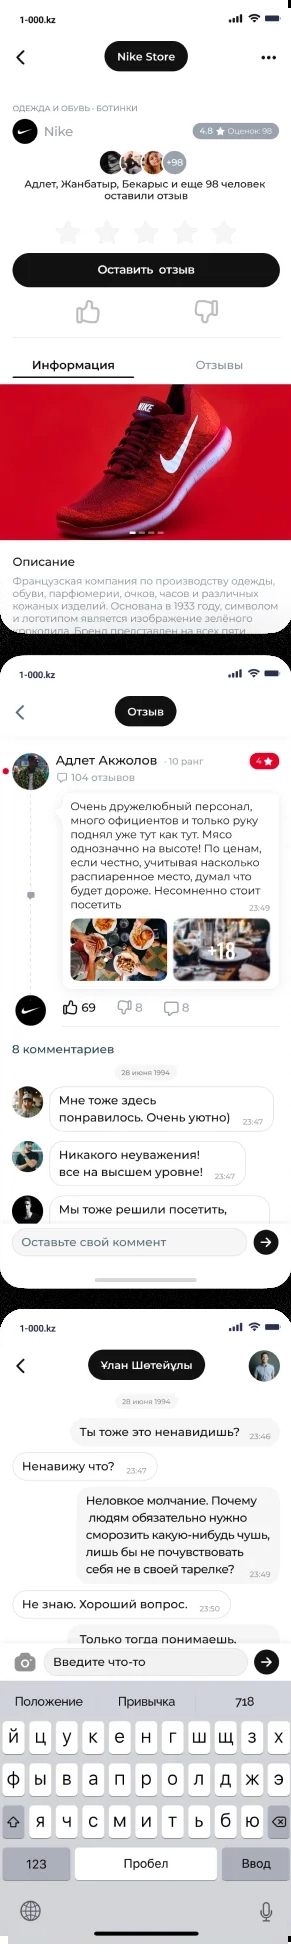 1-000.kz
Nike Store
ОДЕЖДА И ОБУВЬ · БОТИНКИ
Nike
4.8 Оценок: 98
+98
Адлет, Жанбатыр, Бекарыс и еще 98 человек
оставили отзыв
Оставить отзыв
Информация
Отзывы
NIKE
Описание
Французская компания по производству одежды,
обуви, парфюмерии, очков, часов и различных
кожаных изделий. Основана в 1933 году, символом
и логотипом является изображение зелёного
крокодила. Бренд представлен на всех пяти
1-000.kz
Отзыв
Адлет Акжолов · 10 ранг
4
104 отзывов
Очень дружелюбный персонал,
много официентов и только руку
поднял уже тут как тут. Мясо
однозначно на высоте! По ценам,
если честно, учитывая насколько
распиаренное место, думал что
будет дороже. Несомненно стоит
посетить
23:49
+18
69
8
8
8 комментариев
28 июня 1994
Мне тоже здесь
понравилось. Очень уютно)
23:47
Никакого неуважения!
все на высшем уровне!
23:47
Мы тоже решили посетить,
Оставьте свой коммент
1-000.kz
Ұлан Шөтейұлы
28 июня 1994
Ты тоже это ненавидишь?
23:46
Ненавижу что?
23:47
Неловкое молчание. Почему
людям обязательно нужно
сморозить какую-нибудь чушь,
лишь бы не почувствовать
себя не в своей тарелке?
23:49
Не знаю. Хороший вопрос.
23:50
Только тогда понимаешь,
Введите что-то
Положение
Привычка
718
й ц у к е н г ш щ з х
ф ы в а п р о л д ж э
я ч с м и т ь б ю
123
Пробел
Ввод